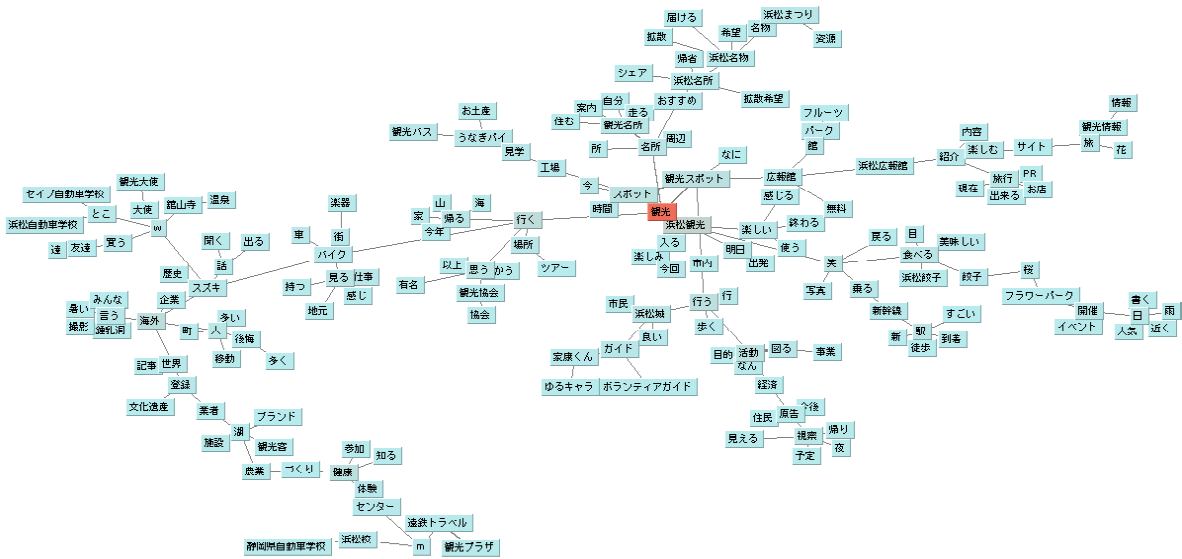 浜松まつり
届ける
希望
名物
拡散
資源
浜松名物
帰省
シェア
浜松名所
おすすめ
拡散希望
自分
案内
走る
住む
観光名所
お土産
観光バス
うなぎパイ
見学
工場
所
名所
周辺
なに
フルーツ
パーク
館
情報
観光情報
旅
花
内容
楽しむ
サイト
紹介
浜松広報館
旅行
PR
現在
出来る
お店
今
スポット
観光スポット
広報館
感じる
無料
時間
観光
浜松観光
楽しい
終わる
入る
楽しみ
今回
市内
明日
出発
使う
セイブ自動車学校
観光大使
とこ
大使
舘山寺
温泉
浜松自動車学校
w
達
友達
買う
聞く
出る
話
楽器
家
山
海
帰る
今年
行く
車
街
バイク
場所
ツアー
以上
思う
かう
有名
観光協会
協会
歴史
スズキ
持つ
見る
仕事
感じ
地元
企業
みんな
暑い
言う
撮影
鍾乳洞
海外
町
人
多い
後悔
多く
移動
記事
世界
登録
文化遺産
業者
ブランド
湖
施設
観光客
農業
づくり
健康
参加
知る
体験
センター
遠鉄トラベル
静岡県自動車学校
浜松校
m
観光プラザ
市民
行う
行
浜松城
歩く
良い
家康くん
ガイド
ゆるキャラ
ボランティアガイド
目的
活動
図る
事業
なん
経済
住民
原告
今後
見える
視察
帰り
夜
予定
笑
戻る
目
食べる
美味しい
浜松餃子
餃子
桜
写真
乗る
新幹線
すごい
駅
新
徒歩
到着
フラワーパーク
開催
イベント
書く
日
雨
人気
近く